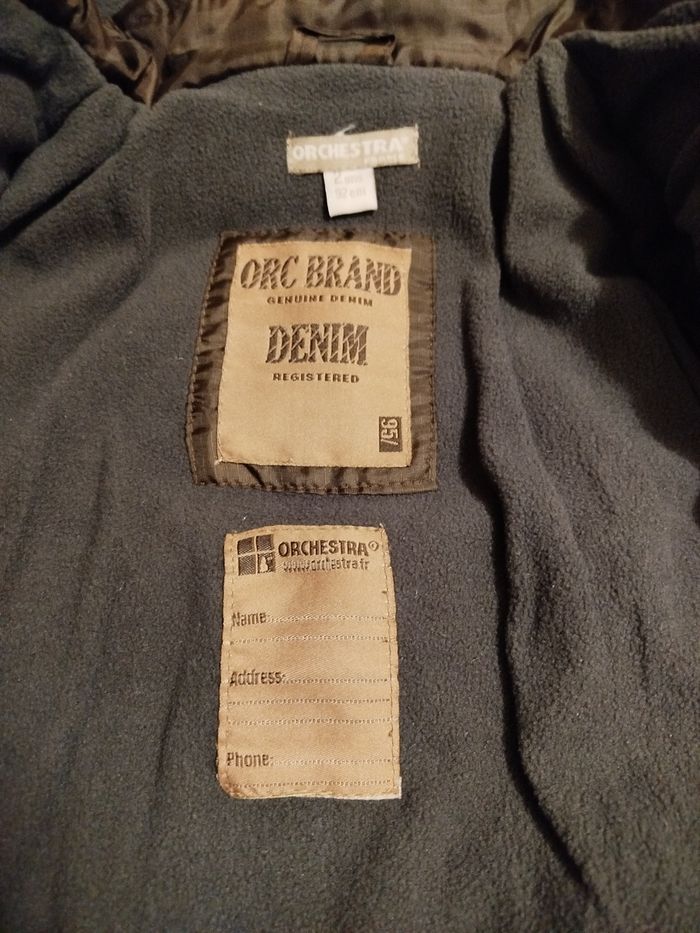 ORCHESTRA®
2
92 cm
ORC BRAND
GENUINE DENIM
DENIM
REGISTERED
95/
ORCHESTRA®
www.orchestra.fr
Name:
Address:
Phone: